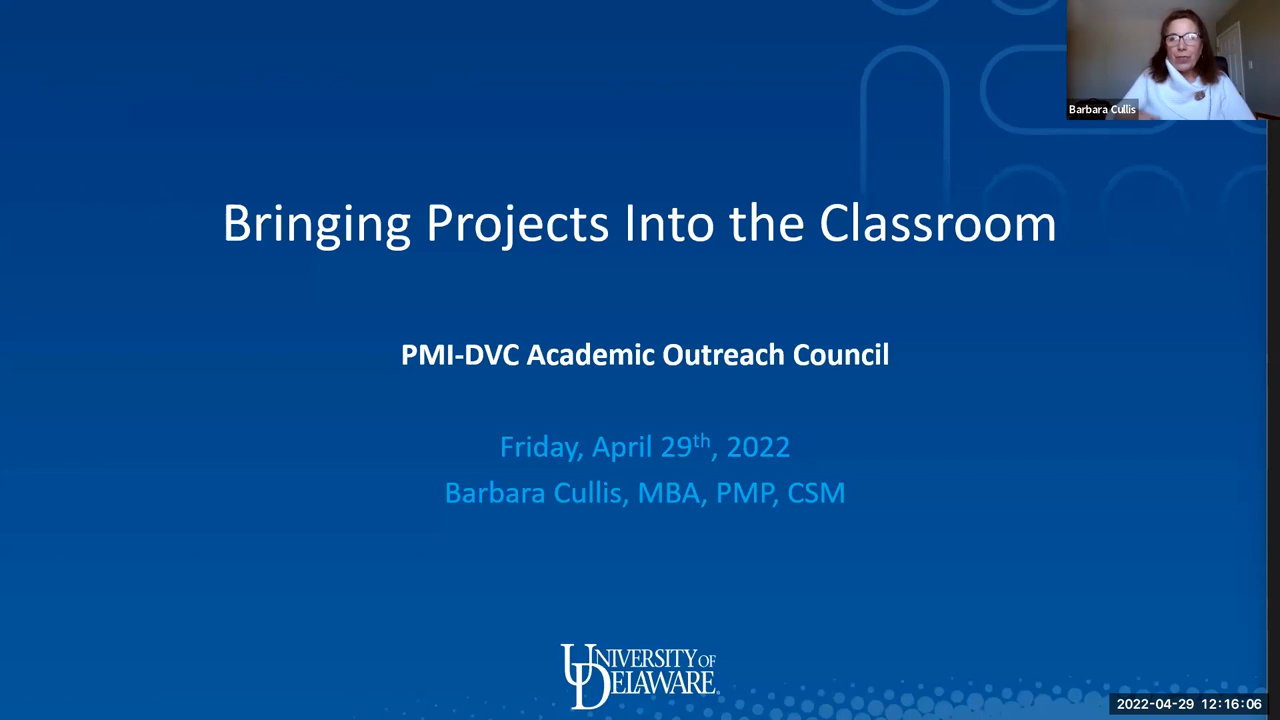 Barbara Cullis
Bringing Projects Into the Classroom
PMI-DVC Academic Outreach Council
Friday, April 29th, 2022
Barbara Cullis, MBA, PMP, CSM
UNIVERSITY OF
DELAWARE
2022-04-29 12:16:06